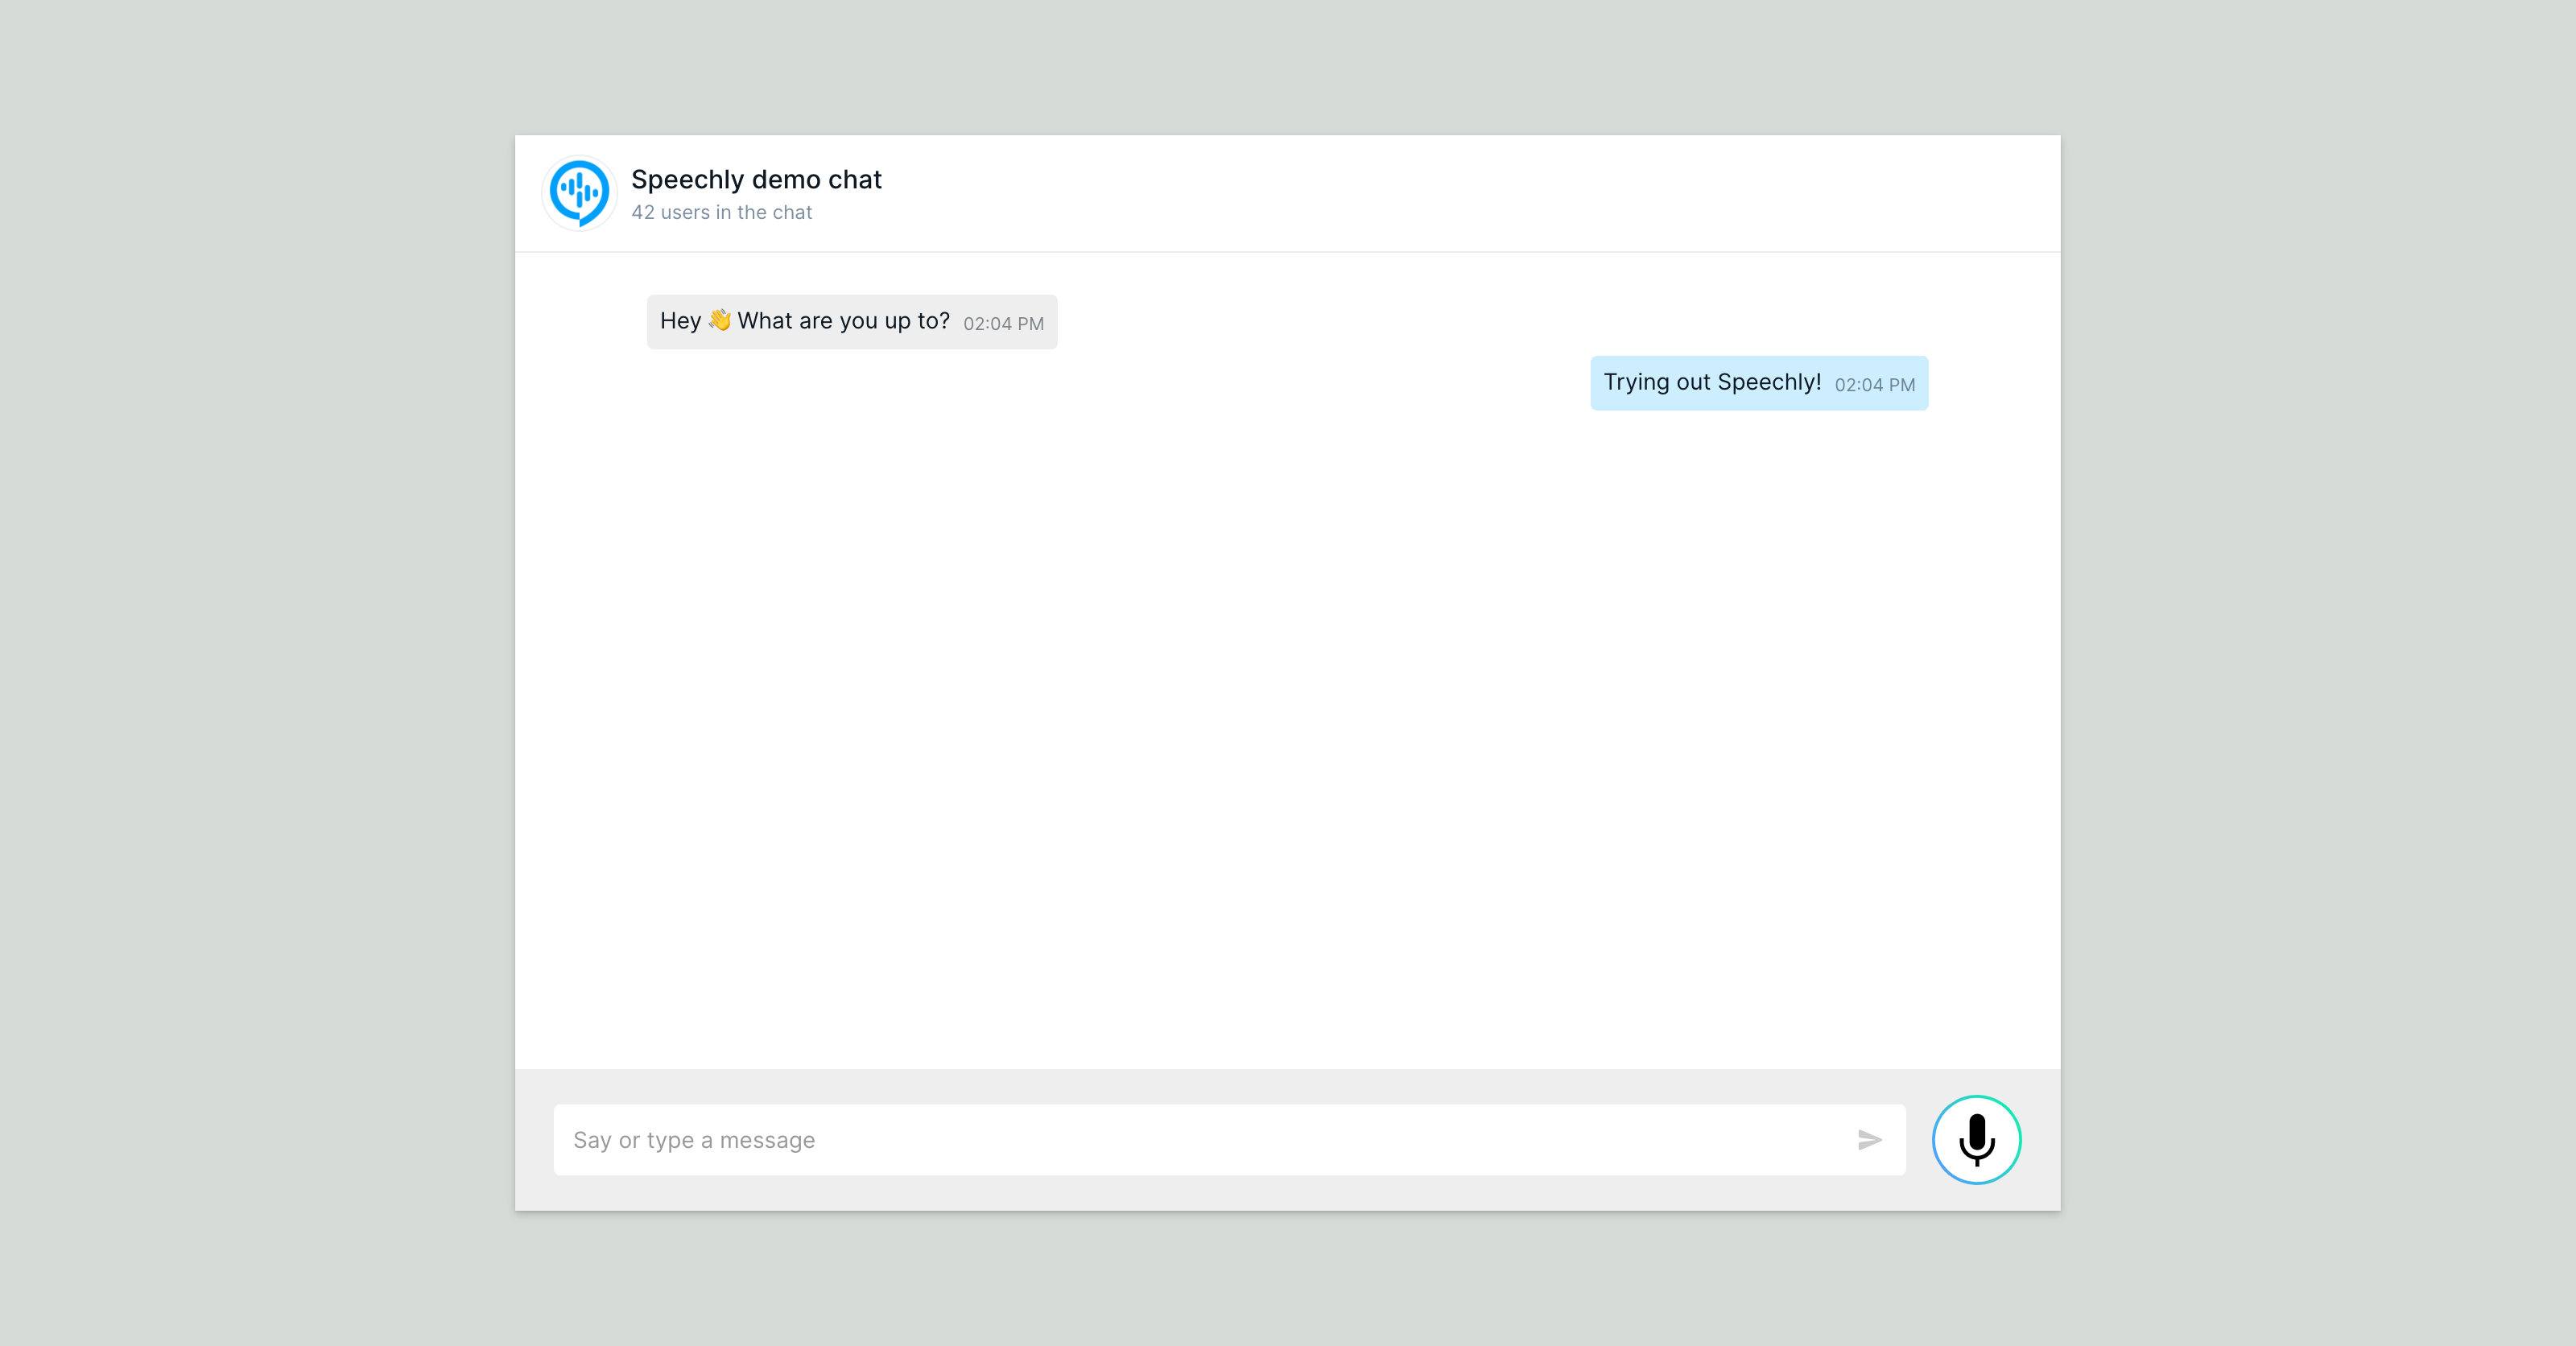 Speechly demo chat
42 users in the chat
Hey 👋 What are you up to? 02:04 PM
Trying out Speechly! 02:04 PM
Say or type a message